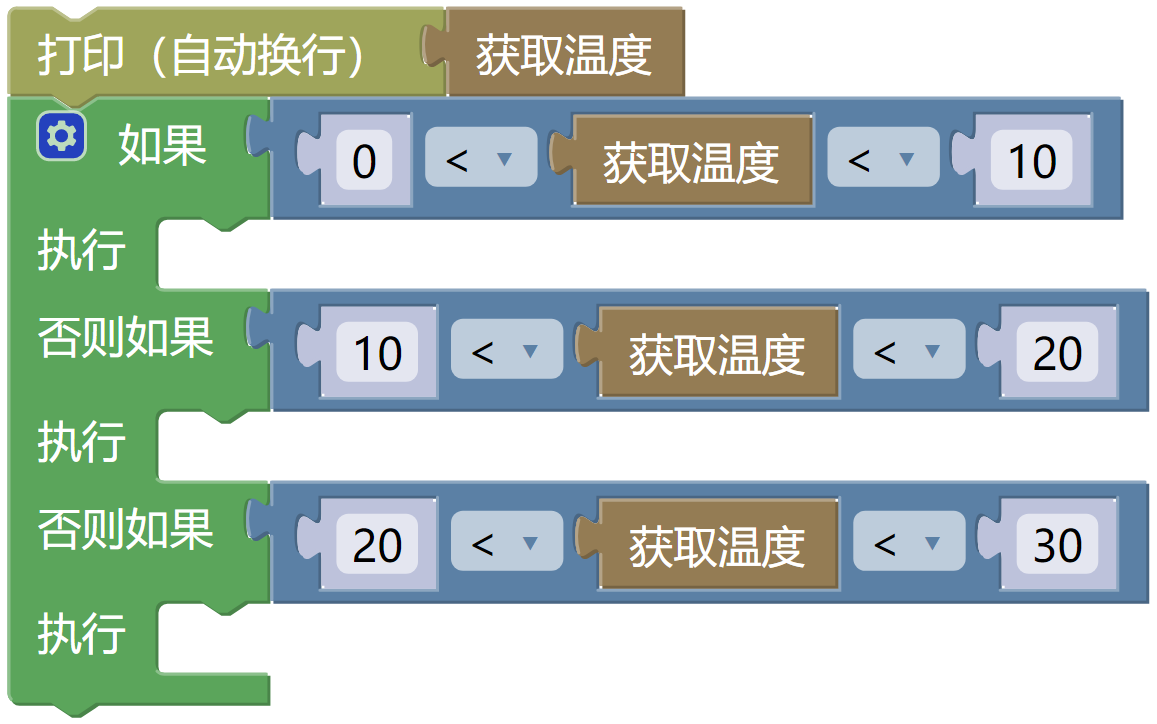 打印（自动换行） 获取温度
如果 0 < 获取温度 < 10
执行
否则如果 10 < 获取温度 < 20
执行
否则如果 20 < 获取温度 < 30
执行